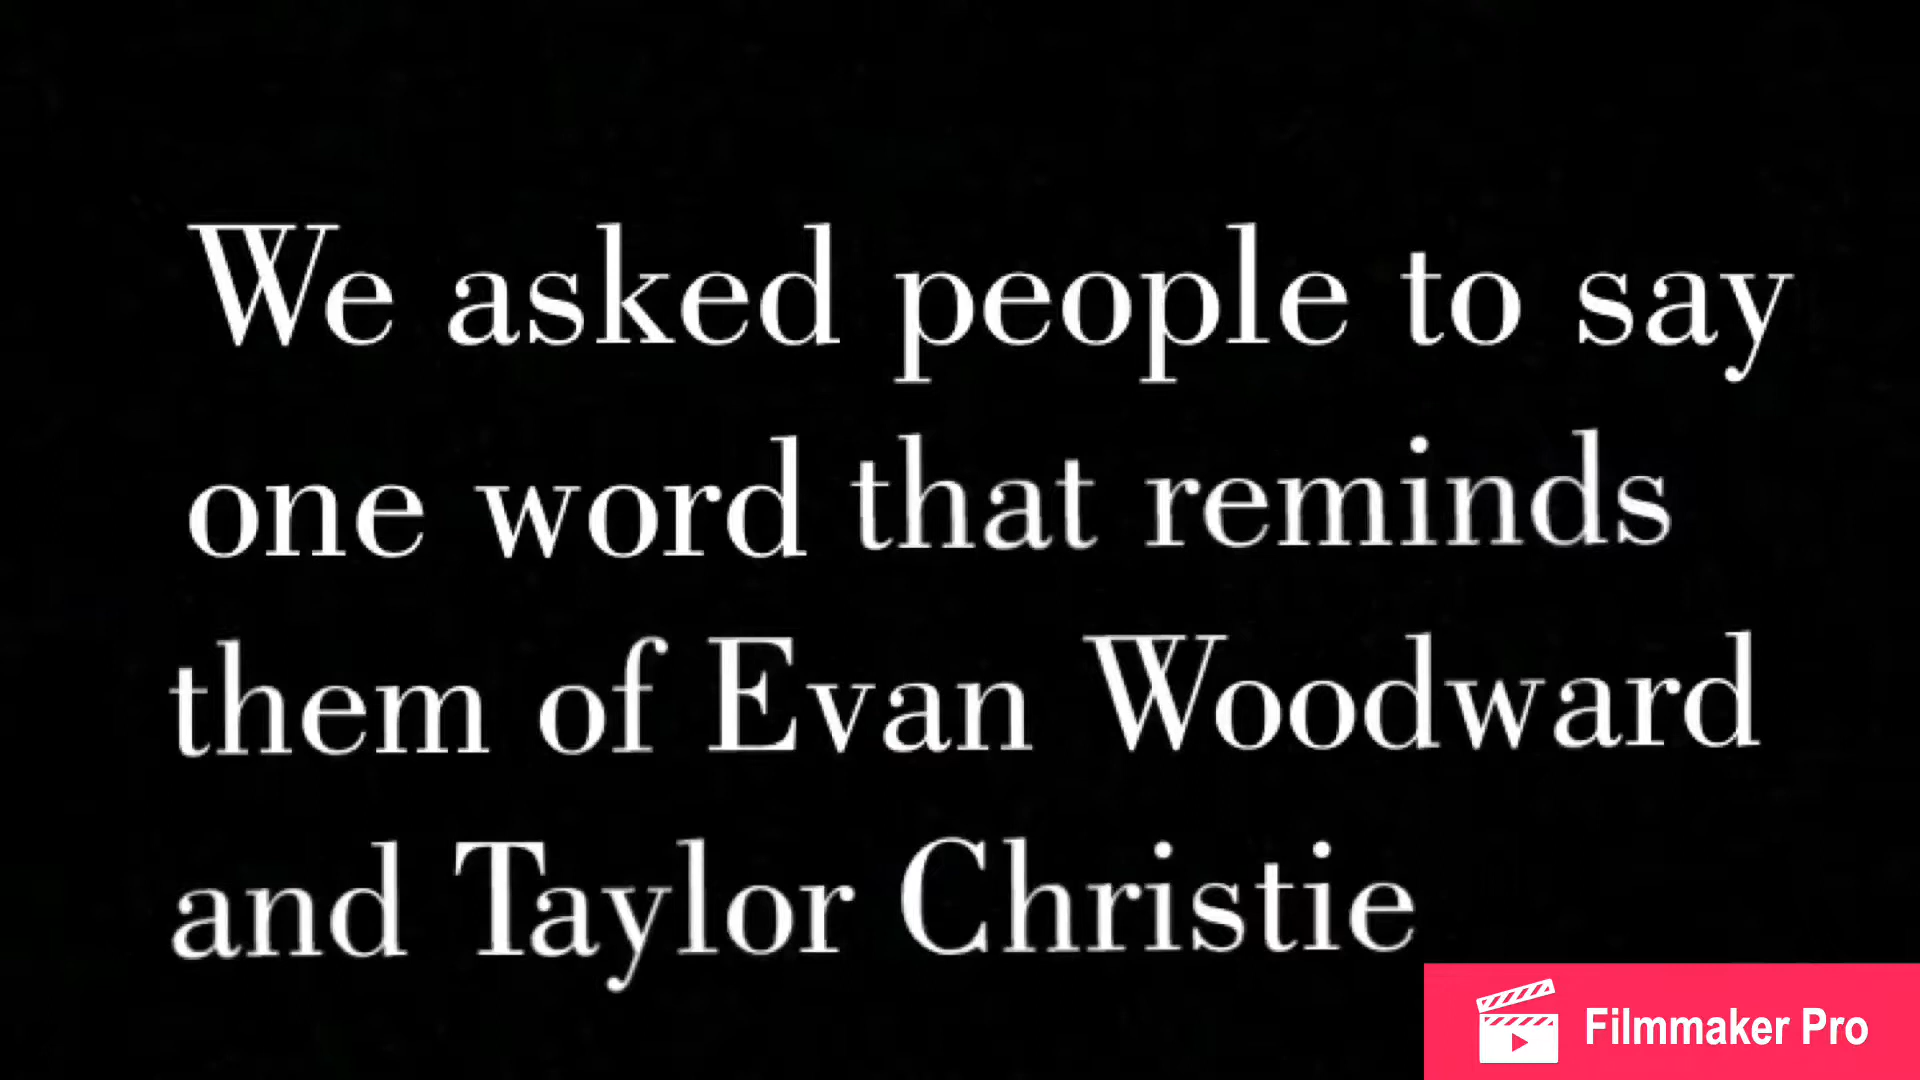 We asked people to say
one word that reminds
them of Evan Woodward
and Taylor Christie
Filmmaker Pro